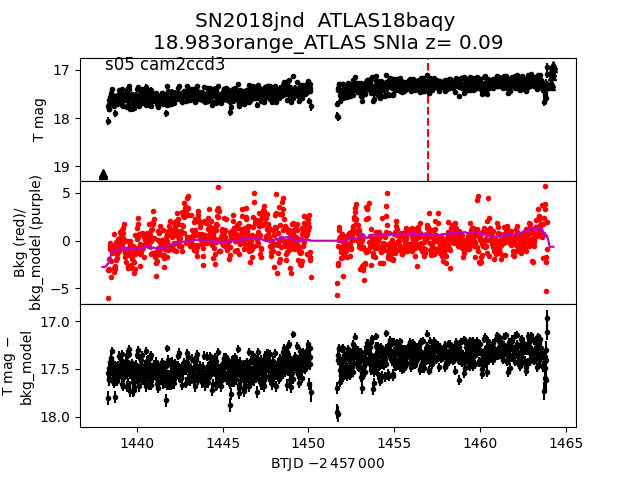 SN2018jnd ATLAS18baqy
18.983orange_ATLAS SNIa z= 0.09
s05 cam2ccd3
17
18
19
T mag
5
0
−5
Bkg (red)/
bkg_model (purple)
17.0
17.5
18.0
T mag −
bkg_model
1440 1445 1450 1455 1460 1465
BTJD −2 457 000